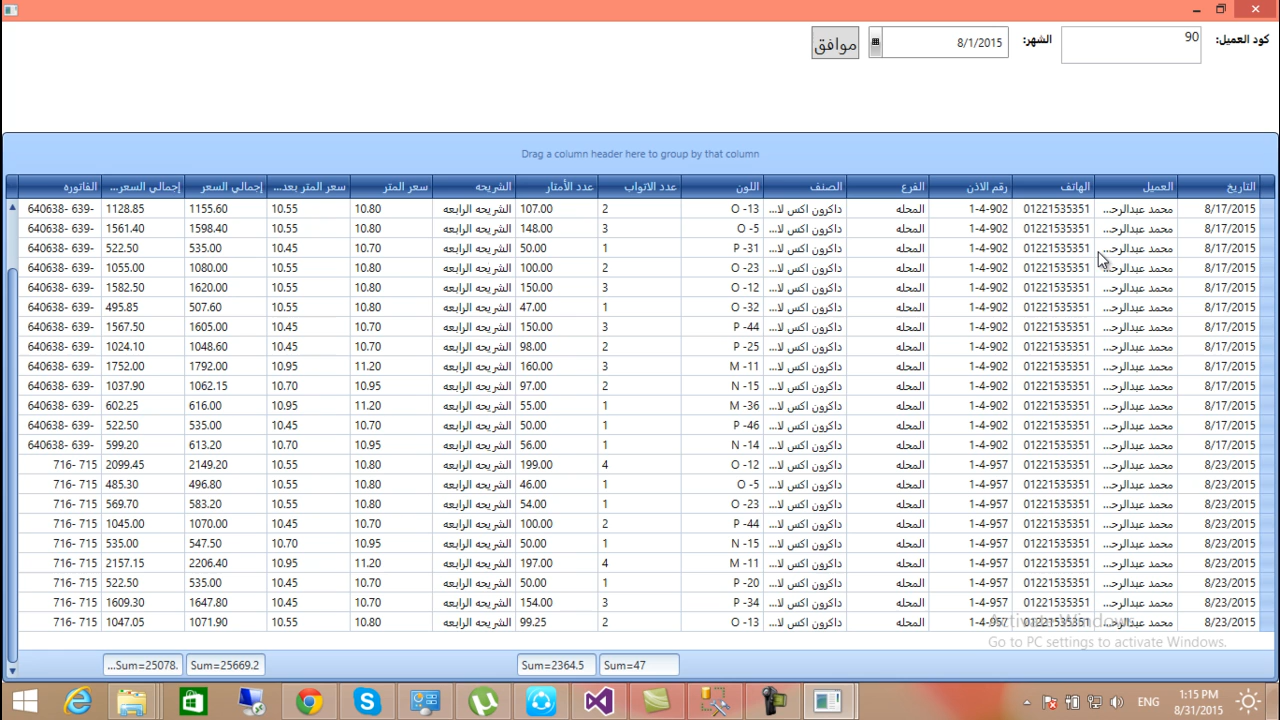 كود العميل: 90 الشهر: 8/1/2015 موافق
Drag a column header here to group by that column
التاريخ العميل الهاتف رقم الاذن الفرع الصنف اللون عدد الاتواب عدد الأمتار الشريحه سعر المتر سعر المتر بعد... إجمالي السعر إجمالي السعر... الفاتوره
8/17/2015 محمد عبدالرح... 01221535351 1-4-902 المحله داكرون اكس لا... O -13 2 107.00 الشريحه الرابعه 10.80 10.55 1155.60 1128.85 640638- 639-
8/17/2015 محمد عبدالرح... 01221535351 1-4-902 المحله داكرون اكس لا... O -5 3 148.00 الشريحه الرابعه 10.80 10.55 1598.40 1561.40 640638- 639-
8/17/2015 محمد عبدالرح... 01221535351 1-4-902 المحله داكرون اكس لا... P -31 1 50.00 الشريحه الرابعه 10.70 10.45 535.00 522.50 640638- 639-
8/17/2015 محمد عبدالرح... 01221535351 1-4-902 المحله داكرون اكس لا... O -23 2 100.00 الشريحه الرابعه 10.80 10.55 1080.00 1055.00 640638- 639-
8/17/2015 محمد عبدالرح... 01221535351 1-4-902 المحله داكرون اكس لا... O -12 3 150.00 الشريحه الرابعه 10.80 10.55 1620.00 1582.50 640638- 639-
8/17/2015 محمد عبدالرح... 01221535351 1-4-902 المحله داكرون اكس لا... O -32 1 47.00 الشريحه الرابعه 10.80 10.55 507.60 495.85 640638- 639-
8/17/2015 محمد عبدالرح... 01221535351 1-4-902 المحله داكرون اكس لا... P -44 3 150.00 الشريحه الرابعه 10.70 10.45 1605.00 1567.50 640638- 639-
8/17/2015 محمد عبدالرح... 01221535351 1-4-902 المحله داكرون اكس لا... P -25 2 98.00 الشريحه الرابعه 10.70 10.45 1048.60 1024.10 640638- 639-
8/17/2015 محمد عبدالرح... 01221535351 1-4-902 المحله داكرون اكس لا... M -11 3 160.00 الشريحه الرابعه 11.20 10.95 1792.00 1752.00 640638- 639-
8/17/2015 محمد عبدالرح... 01221535351 1-4-902 المحله داكرون اكس لا... N -15 2 97.00 الشريحه الرابعه 10.95 10.70 1062.15 1037.90 640638- 639-
8/17/2015 محمد عبدالرح... 01221535351 1-4-902 المحله داكرون اكس لا... M -36 1 55.00 الشريحه الرابعه 11.20 10.95 616.00 602.25 640638- 639-
8/17/2015 محمد عبدالرح... 01221535351 1-4-902 المحله داكرون اكس لا... P -46 1 50.00 الشريحه الرابعه 10.70 10.45 535.00 522.50 640638- 639-
8/17/2015 محمد عبدالرح... 01221535351 1-4-902 المحله داكرون اكس لا... N -14 1 56.00 الشريحه الرابعه 10.95 10.70 613.20 599.20 640638- 639-
8/23/2015 محمد عبدالرح... 01221535351 1-4-957 المحله داكرون اكس لا... O -12 4 199.00 الشريحه الرابعه 10.80 10.55 2149.20 2099.45 716- 715
8/23/2015 محمد عبدالرح... 01221535351 1-4-957 المحله داكرون اكس لا... O -5 1 46.00 الشريحه الرابعه 10.80 10.55 496.80 485.30 716- 715
8/23/2015 محمد عبدالرح... 01221535351 1-4-957 المحله داكرون اكس لا... O -23 1 54.00 الشريحه الرابعه 10.80 10.55 583.20 569.70 716- 715
8/23/2015 محمد عبدالرح... 01221535351 1-4-957 المحله داكرون اكس لا... P -44 2 100.00 الشريحه الرابعه 10.70 10.45 1070.00 1045.00 716- 715
8/23/2015 محمد عبدالرح... 01221535351 1-4-957 المحله داكرون اكس لا... N -15 1 50.00 الشريحه الرابعه 10.95 10.70 547.50 535.00 716- 715
8/23/2015 محمد عبدالرح... 01221535351 1-4-957 المحله داكرون اكس لا... M -11 4 197.00 الشريحه الرابعه 11.20 10.95 2206.40 2157.15 716- 715
8/23/2015 محمد عبدالرح... 01221535351 1-4-957 المحله داكرون اكس لا... P -20 1 50.00 الشريحه الرابعه 10.70 10.45 535.00 522.50 716- 715
8/23/2015 محمد عبدالرح... 01221535351 1-4-957 المحله داكرون اكس لا... P -34 3 154.00 الشريحه الرابعه 10.70 10.45 1647.80 1609.30 716- 715
8/23/2015 محمد عبدالرح... 01221535351 1-4-957 المحله داكرون اكس لا... O -13 2 99.25 الشريحه الرابعه 10.80 10.55 1071.90 1047.05 716- 715
Activate Windows
Go to PC settings to activate Windows.
Sum=47 Sum=2364.5 Sum=25669.2 ...Sum=25078.
ENG 1:15 PM
8/31/2015